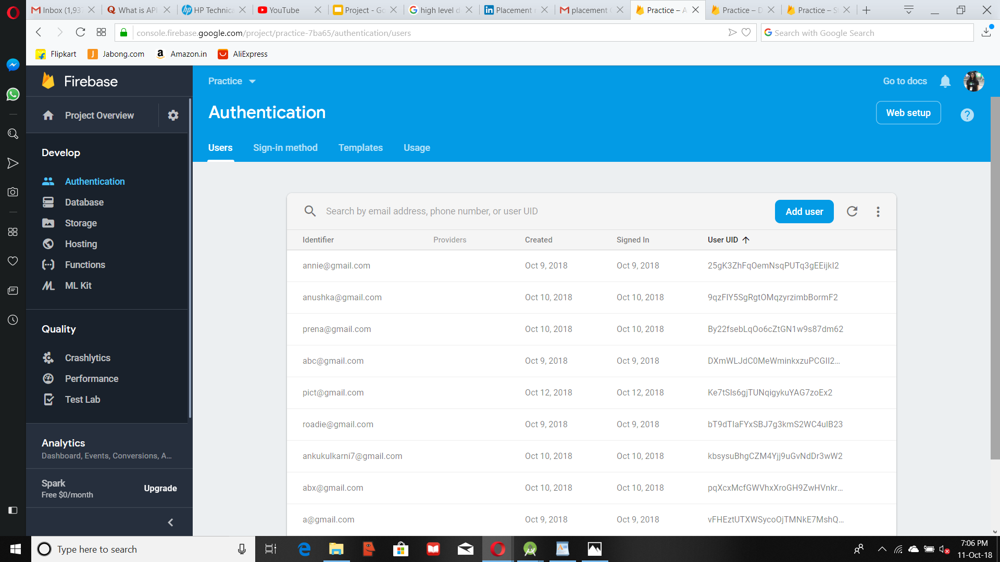 Inbox (1,937
What is API
HP Technica
YouTube
Project - Go
high level d
Placement
placement
Practice – A
Practice – D
Practice – S
console.firebase.google.com/project/practice-7ba65/authentication/users
Search with Google Search
Flipkart
Jabong.com
Amazon.in
AliExpress
Firebase
Practice
Go to docs
Project Overview
Authentication
Web setup
Users
Sign-in method
Templates
Usage
Develop
Authentication
Database
Storage
Hosting
Functions
ML Kit
Quality
Crashlytics
Performance
Test Lab
Analytics
Dashboard, Events, Conversions, A...
Spark
Free $0/month
Upgrade
Search by email address, phone number, or user UID
Add user
Identifier Providers Created Signed In User UID
annie@gmail.com Oct 9, 2018 Oct 9, 2018 25gK3ZhFqOemNsqPUTq3gEEijkI2
anushka@gmail.com Oct 10, 2018 Oct 10, 2018 9qzFIY5SgRgtOMqzyrzimbBormF2
prena@gmail.com Oct 10, 2018 Oct 10, 2018 By22fsebLqOo6cZtGN1w9s87dm62
abc@gmail.com Oct 9, 2018 Oct 9, 2018 DXmWLJdC0MeWminkxzuPCGII2...
pict@gmail.com Oct 12, 2018 Oct 12, 2018 Ke7tSIs6gjTUNqigykuYAG7zoEx2
roadie@gmail.com Oct 9, 2018 Oct 9, 2018 bT9dTIaFYxSBJ7g3kmS2WC4ulB23
ankukulkarni7@gmail.com Oct 10, 2018 Oct 10, 2018 kbsysuBhgCZM4Yjj9uGvNdDr3wW2
abx@gmail.com Oct 10, 2018 Oct 10, 2018 pqXcxMcfGWVhxXroGH9ZwHVnkr...
a@gmail.com Oct 9, 2018 Oct 9, 2018 vFHEztUTXWSycoOjTMNkE7MshQ...
Type here to search
7:06 PM
11-Oct-18